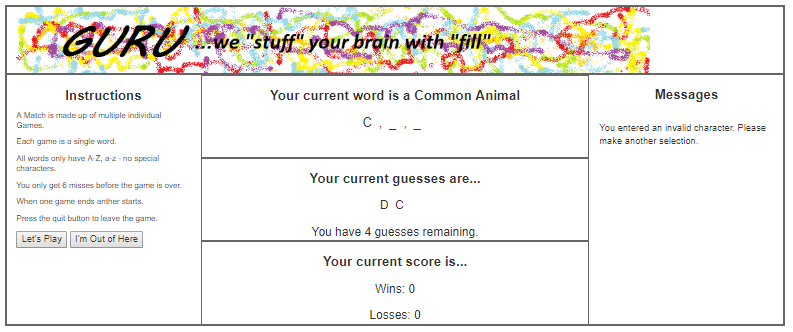 GURU ...we "stuff" your brain with "fill"
Instructions
A Match is made up of multiple individual
Games.
Each game is a single word.
All words only have A-Z, a-z - no special
characters.
You only get 6 misses before the game is over.
When one game ends anther starts.
Press the quit button to leave the game.
Let's Play I'm Out of Here
Your current word is a Common Animal
C , _ , _
Your current guesses are...
D C
You have 4 guesses remaining.
Your current score is...
Wins: 0
Losses: 0
Messages
You entered an invalid character. Please
make another selection.